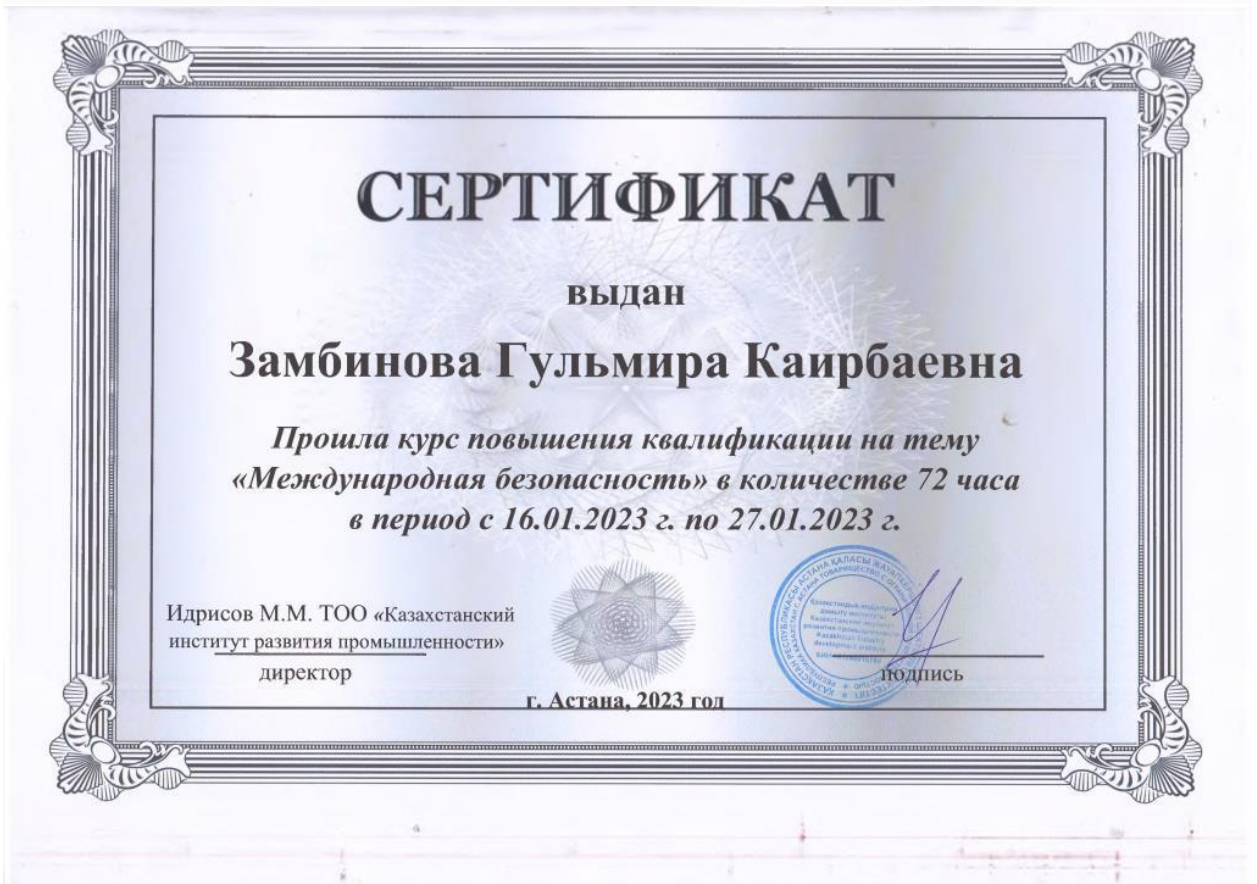 СЕРТИФИКАТ
выдан
Замбинова Гульмира Каирбаевна
Прошла курс повышения квалификации на тему
«Международная безопасность» в количестве 72 часа
в период с 16.01.2023 г. по 27.01.2023 г.
Идрисов М.М. ТОО «Казахстанский
институт развития промышленности»
директор
подпись
г. Астана, 2023 год